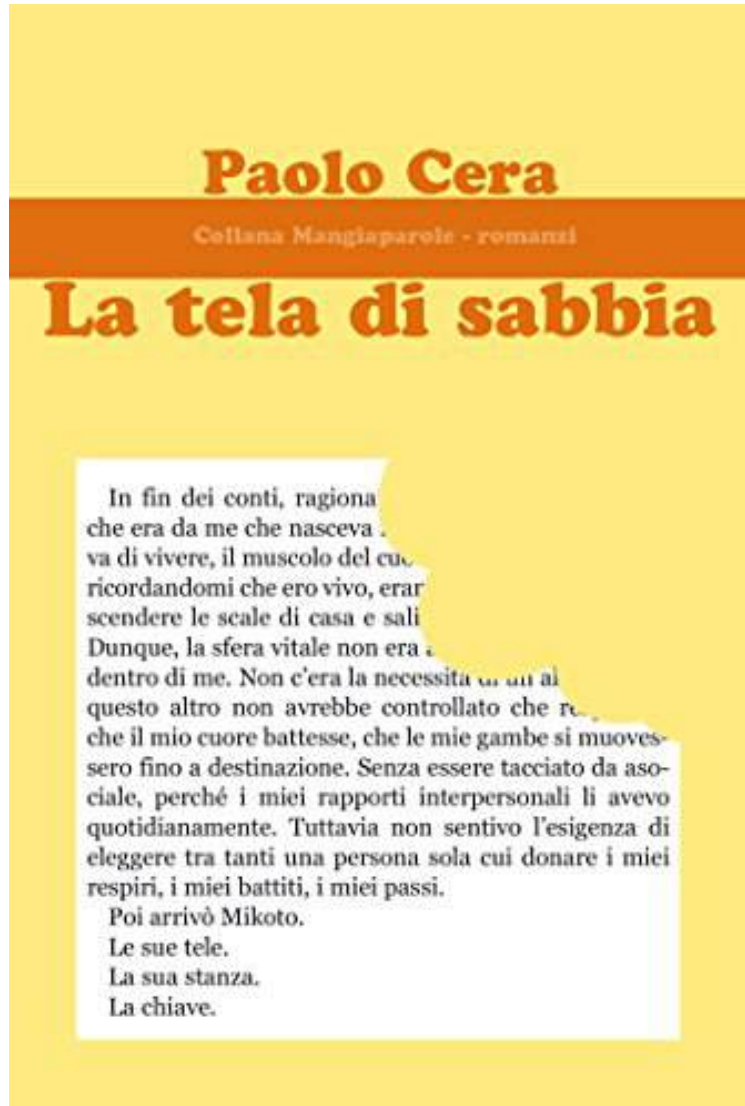 Paolo Cera
Collana Mangiaparole - romanzi
La tela di sabbia
In fin dei conti, ragiona
che era da me che nasceva
va di vivere, il muscolo del
ricordandomi che ero vivo,
scendere le scale di casa e sali
Dunque, la sfera vitale non era
dentro di me. Non c'era la necessità di un al
questo altro non avrebbe controllato che
che il mio cuore battesse, che le mie gambe si muoves-
sero fino a destinazione. Senza essere tacciato da aso-
ciale, perché i miei rapporti interpersonali li avevo
quotidianamente. Tuttavia non sentivo l'esigenza di
eleggere tra tanti una persona sola cui donare i miei
respiri, i miei battiti, i miei passi.
Poi arrivò Mikoto.
Le sue tele.
La sua stanza.
La chiave.